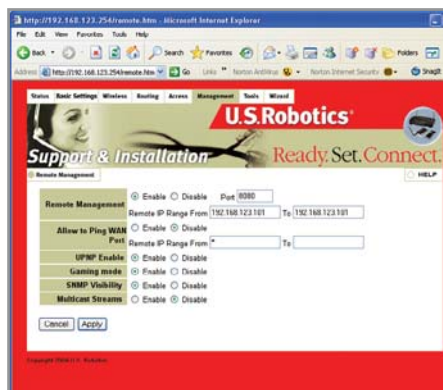 http://192.168.123.254/remote.htm - Microsoft Internet Explorer
File Edit View Favorites Tools Help
Back Search Favorites Folders
Address http://192.168.123.254/remote.htm Go Links » Norton AntiVirus Norton Internet Security SnagIt
Status Basic Settings Wireless Routing Access Management Tools Wizard
U.S.Robotics
Support & Installation
Ready. Set. Connect.
Remote Management
HELP
Remote Management Enable Disable Port 8080
Remote IP Range From 192.168.123.101 To 192.168.123.101
Allow to Ping WAN Port Enable Disable
Remote IP Range From * To
UPNP Enable Enable Disable
Gaming mode Enable Disable
SNMP Visibility Enable Disable
Multicast Streams Enable Disable
Cancel Apply
Copyright 2004 U.S. Robotics